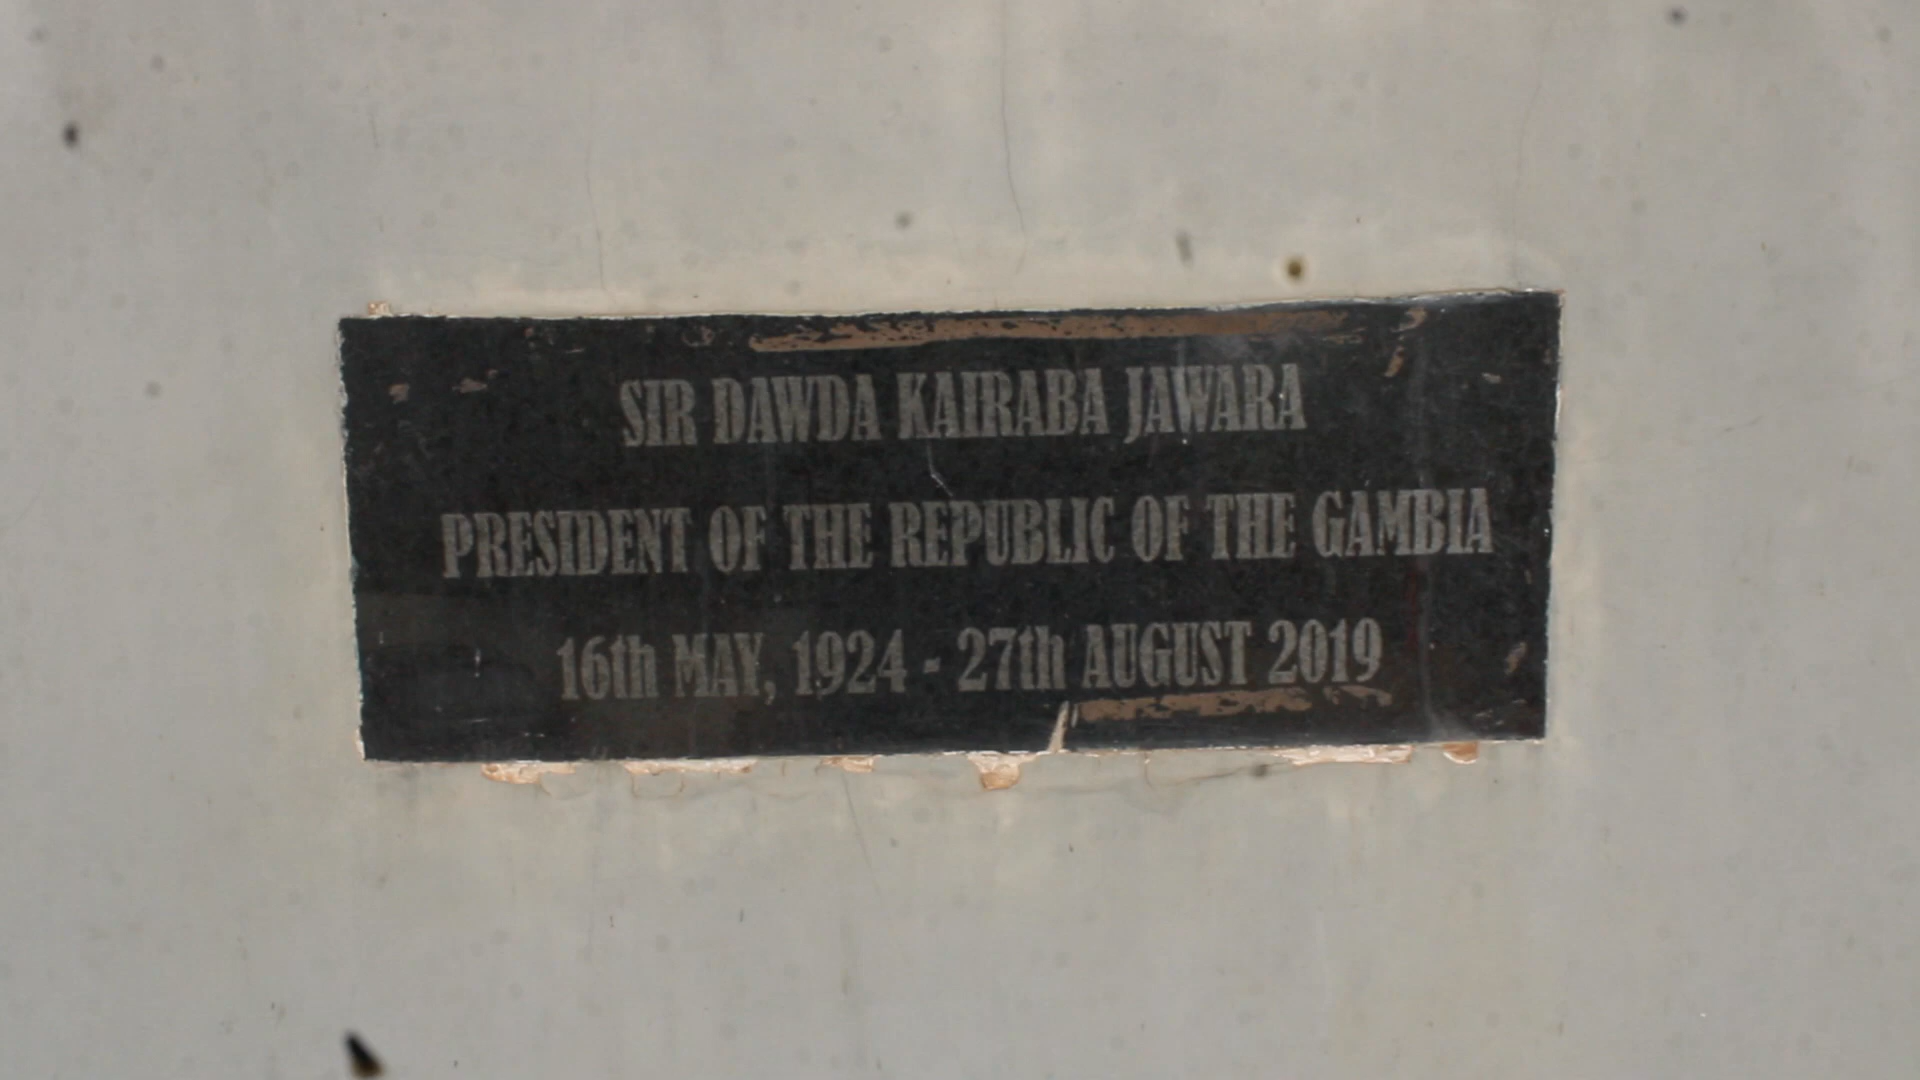 SIR DAWDA KAIRABA JAWARA
PRESIDENT OF THE REPUBLIC OF THE GAMBIA
16th MAY, 1924 - 27th AUGUST 2019